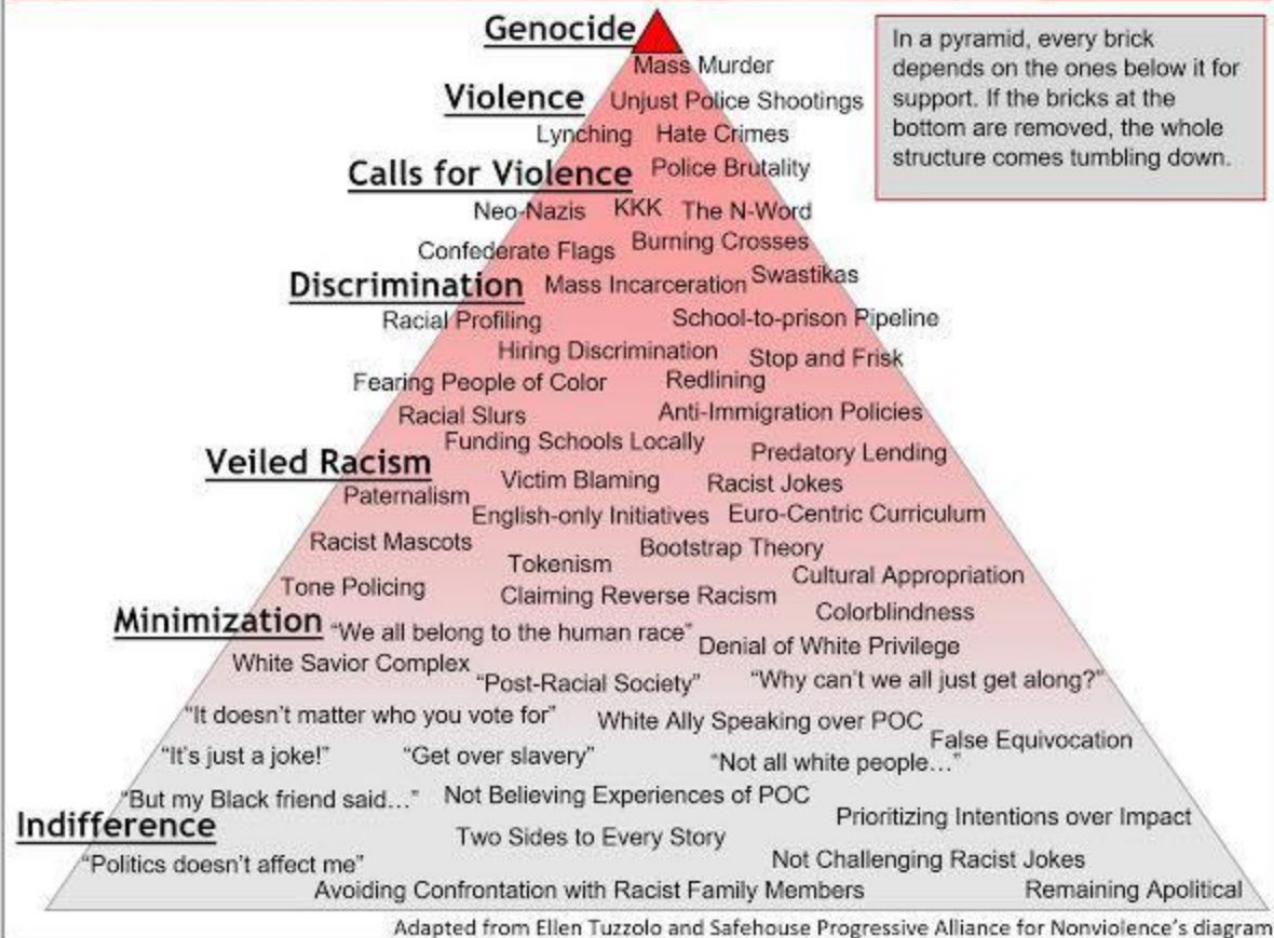 Genocide
Mass Murder
Violence
Unjust Police Shootings
Lynching Hate Crimes
Calls for Violence
Police Brutality
Neo-Nazis KKK The N-Word
Confederate Flags Burning Crosses
Discrimination
Mass Incarceration Swastikas
Racial Profiling School-to-prison Pipeline
Hiring Discrimination Stop and Frisk
Fearing People of Color Redlining
Racial Slurs Anti-Immigration Policies
Funding Schools Locally Predatory Lending
Veiled Racism
Victim Blaming Racist Jokes
Paternalism
English-only Initiatives Euro-Centric Curriculum
Racist Mascots Bootstrap Theory
Tokenism Cultural Appropriation
Tone Policing Claiming Reverse Racism
Colorblindness
Minimization
“We all belong to the human race”
Denial of White Privilege
White Savior Complex
“Post-Racial Society” “Why can’t we all just get along?”
“It doesn’t matter who you vote for” White Ally Speaking over POC
False Equivocation
“It’s just a joke!” “Get over slavery” “Not all white people…”
“But my Black friend said…” Not Believing Experiences of POC
Prioritizing Intentions over Impact
Indifference
Two Sides to Every Story
“Politics doesn’t affect me” Not Challenging Racist Jokes
Avoiding Confrontation with Racist Family Members Remaining Apolitical
In a pyramid, every brick
depends on the ones below it for
support. If the bricks at the
bottom are removed, the whole
structure comes tumbling down.
Adapted from Ellen Tuzzolo and Safehouse Progressive Alliance for Nonviolence’s diagram